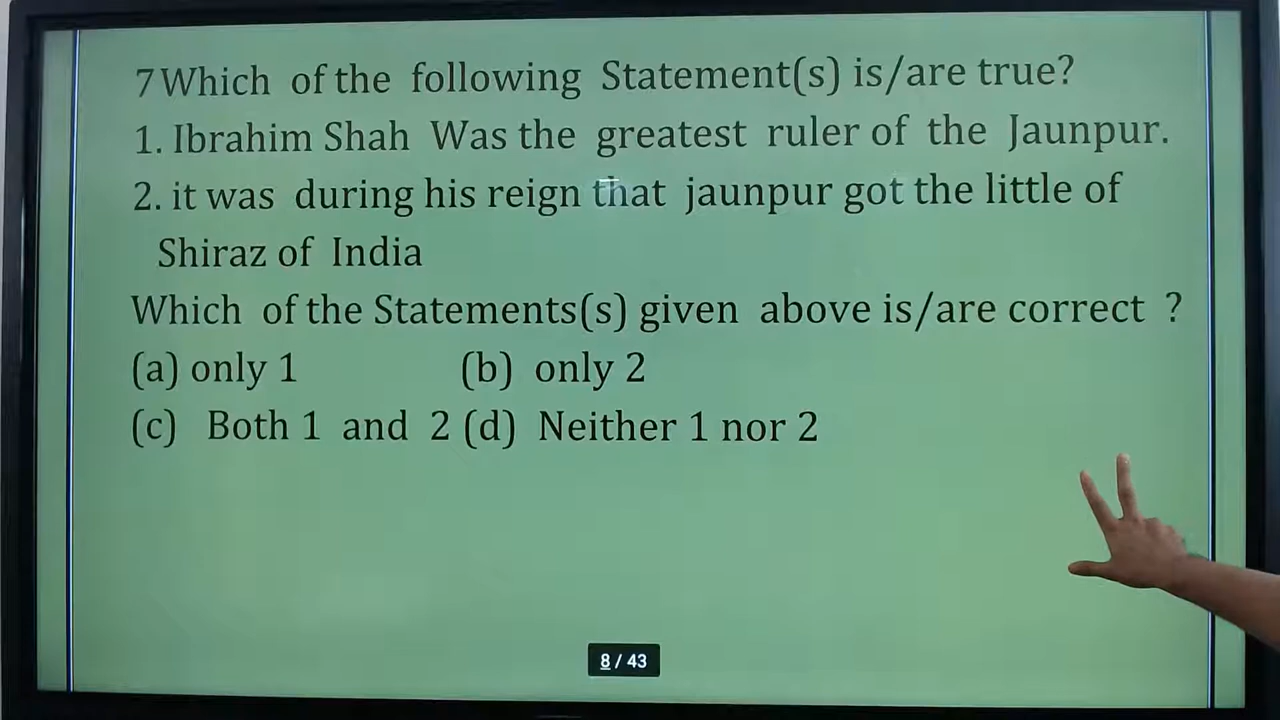 7 Which of the following Statement(s) is/are true?
1. Ibrahim Shah Was the greatest ruler of the Jaunpur.
2. it was during his reign that jaunpur got the little of
Shiraz of India
Which of the Statements(s) given above is/are correct ?
(a) only 1 (b) only 2
(c) Both 1 and 2 (d) Neither 1 nor 2
8 / 43